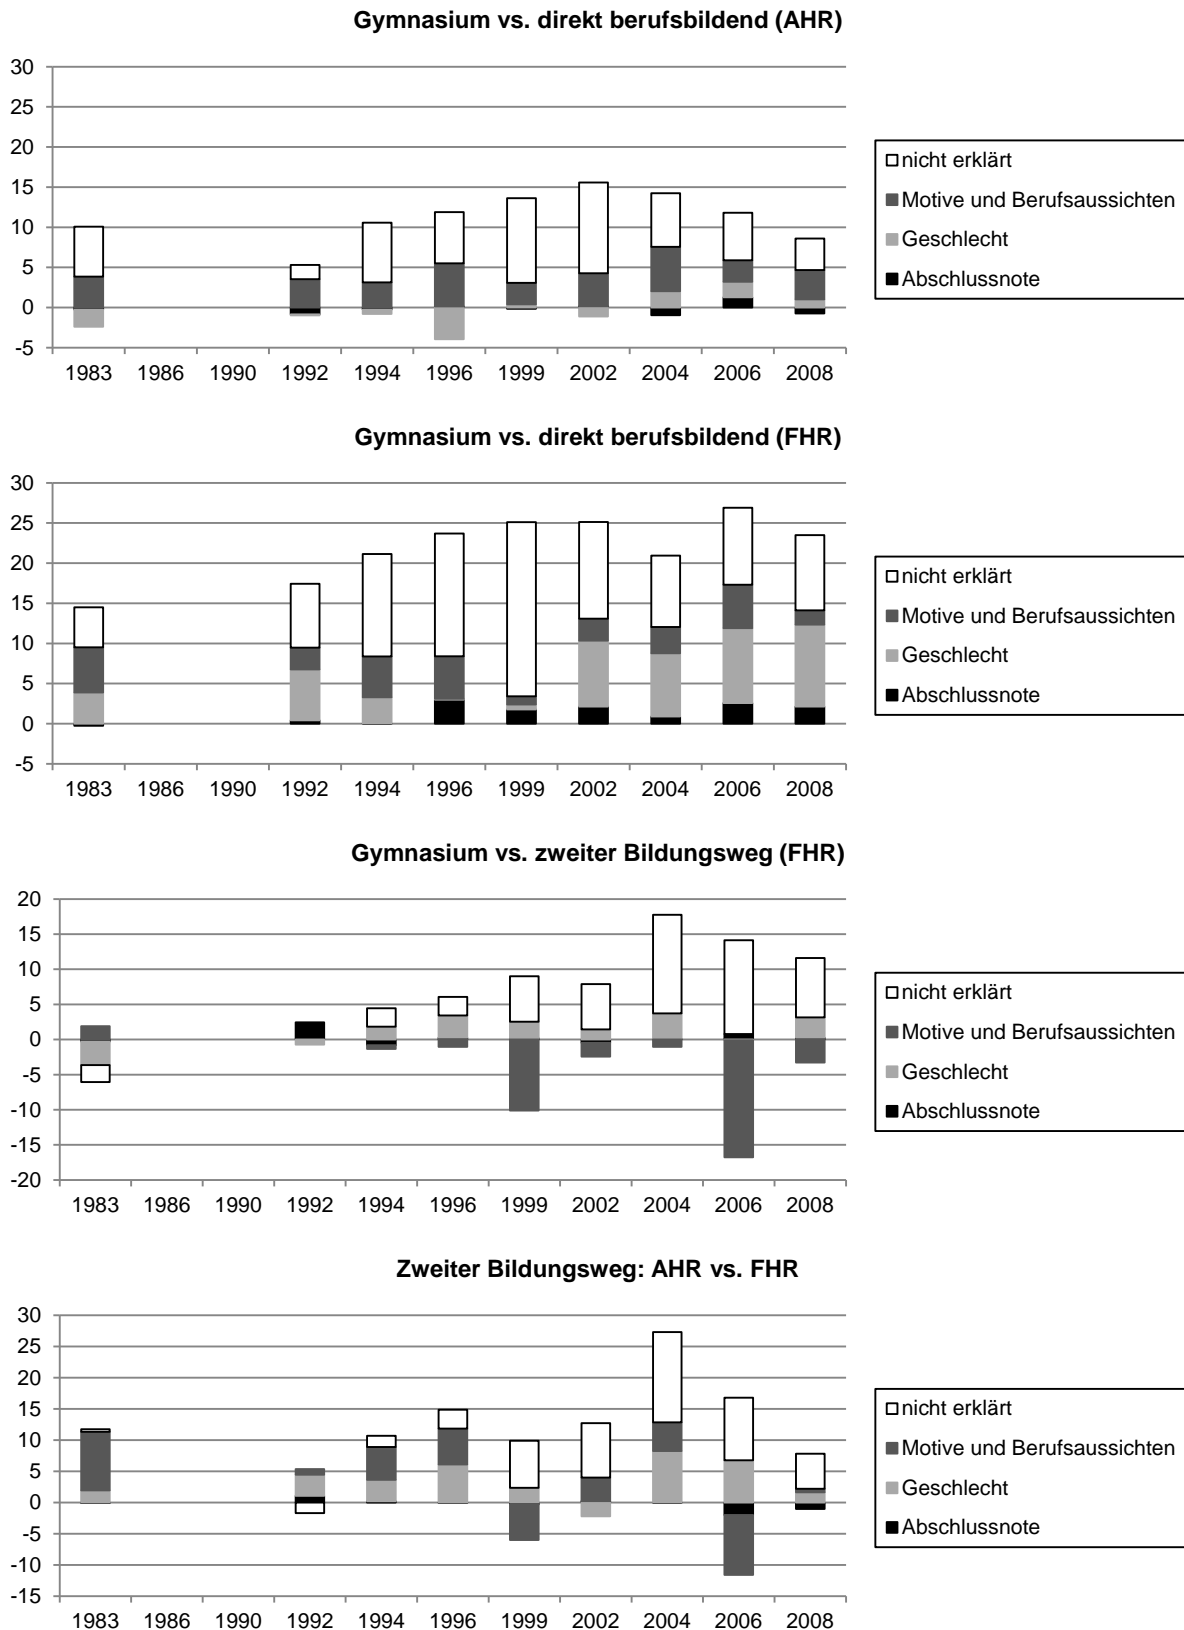 Gymnasium vs. direkt berufsbildend (AHR)
30
25
20
15
10
5
0
-5
1983 1986 1990 1992 1994 1996 1999 2002 2004 2006 2008
nicht erklärt
Motive und Berufsaussichten
Geschlecht
Abschlussnote
Gymnasium vs. direkt berufsbildend (FHR)
30
25
20
15
10
5
0
-5
1983 1986 1990 1992 1994 1996 1999 2002 2004 2006 2008
nicht erklärt
Motive und Berufsaussichten
Geschlecht
Abschlussnote
Gymnasium vs. zweiter Bildungsweg (FHR)
20
15
10
5
0
-5
-10
-15
-20
1983 1986 1990 1992 1994 1996 1999 2002 2004 2006 2008
nicht erklärt
Motive und Berufsaussichten
Geschlecht
Abschlussnote
Zweiter Bildungsweg: AHR vs. FHR
30
25
20
15
10
5
0
-5
-10
-15
1983 1986 1990 1992 1994 1996 1999 2002 2004 2006 2008
nicht erklärt
Motive und Berufsaussichten
Geschlecht
Abschlussnote